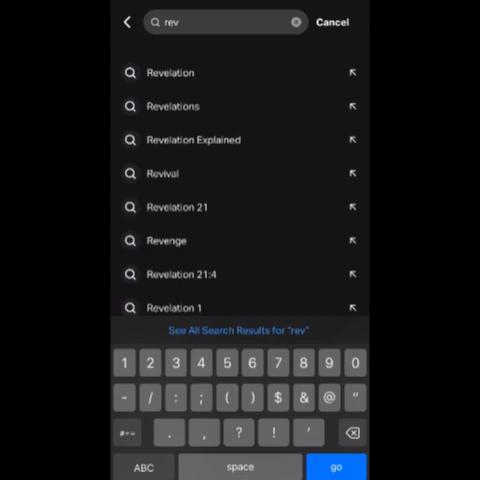 rev Cancel
Revelation
Revelations
Revelation Explained
Revival
Revelation 21
Revenge
Revelation 21:4
Revelation 1
See All Search Results for "rev"
1 2 3 4 5 6 7 8 9 0
- / : ; ( ) $ & @ "
#+= . , ? ! '
ABC space go